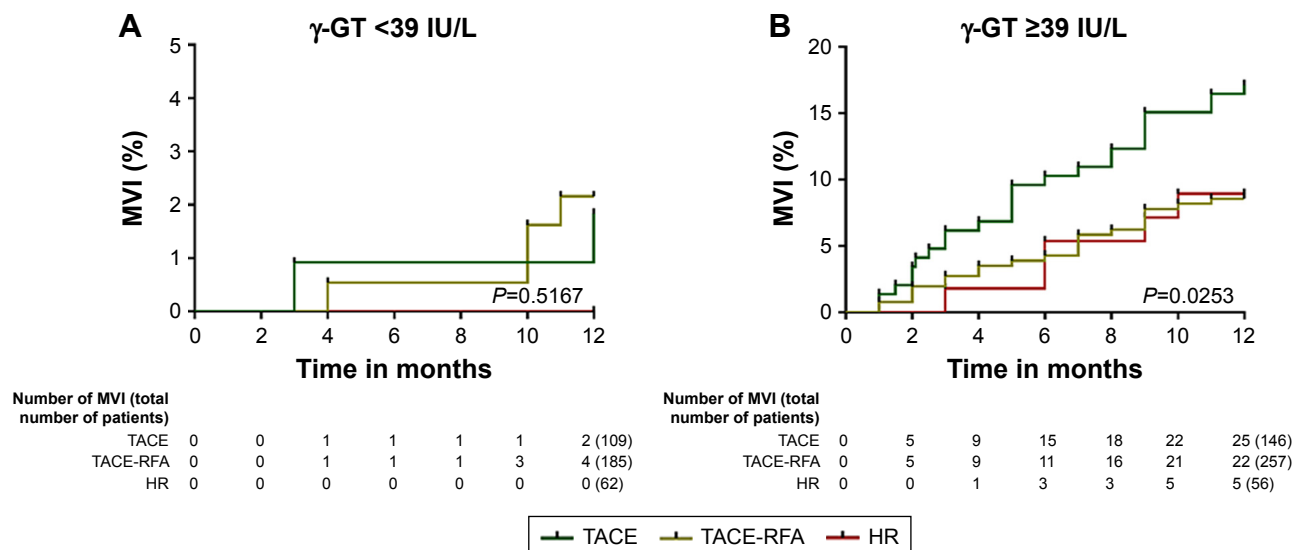 A
γ-GT <39 IU/L
5
4
3
2
1
0
MVI (%)
P=0.5167
0 2 4 6 8 10 12
Time in months
Number of MVI (total
number of patients)
TACE 0 0 1 1 1 1 2 (109)
TACE-RFA 0 0 1 1 1 3 4 (185)
HR 0 0 0 0 0 0 0 (62)
B
γ-GT ≥39 IU/L
20
15
10
5
0
MVI (%)
P=0.0253
0 2 4 6 8 10 12
Time in months
Number of MVI (total
number of patients)
TACE 0 5 9 15 18 22 25 (146)
TACE-RFA 0 5 9 11 16 21 22 (257)
HR 0 0 1 3 3 5 5 (56)
TACE TACE-RFA HR